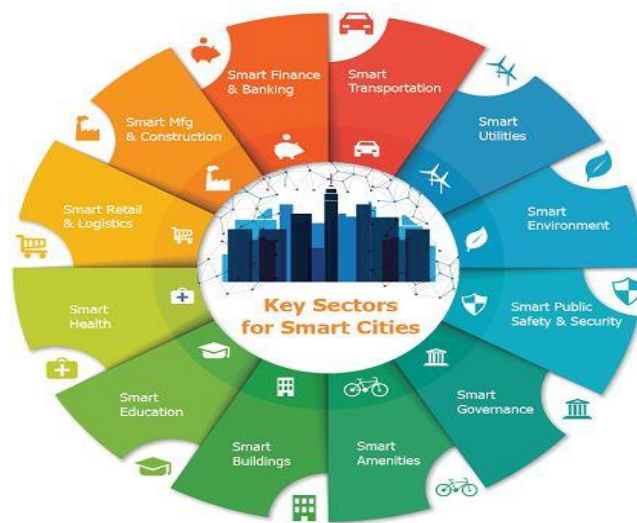 Smart Finance
& Banking
Smart
Transportation
Smart
Utilities
Smart
Environment
Smart Public
Safety & Security
Smart
Governance
Smart
Amenities
Smart
Buildings
Smart
Education
Smart
Health
Smart Retail
& Logistics
Smart Mfg
& Construction
Key Sectors
for Smart Cities